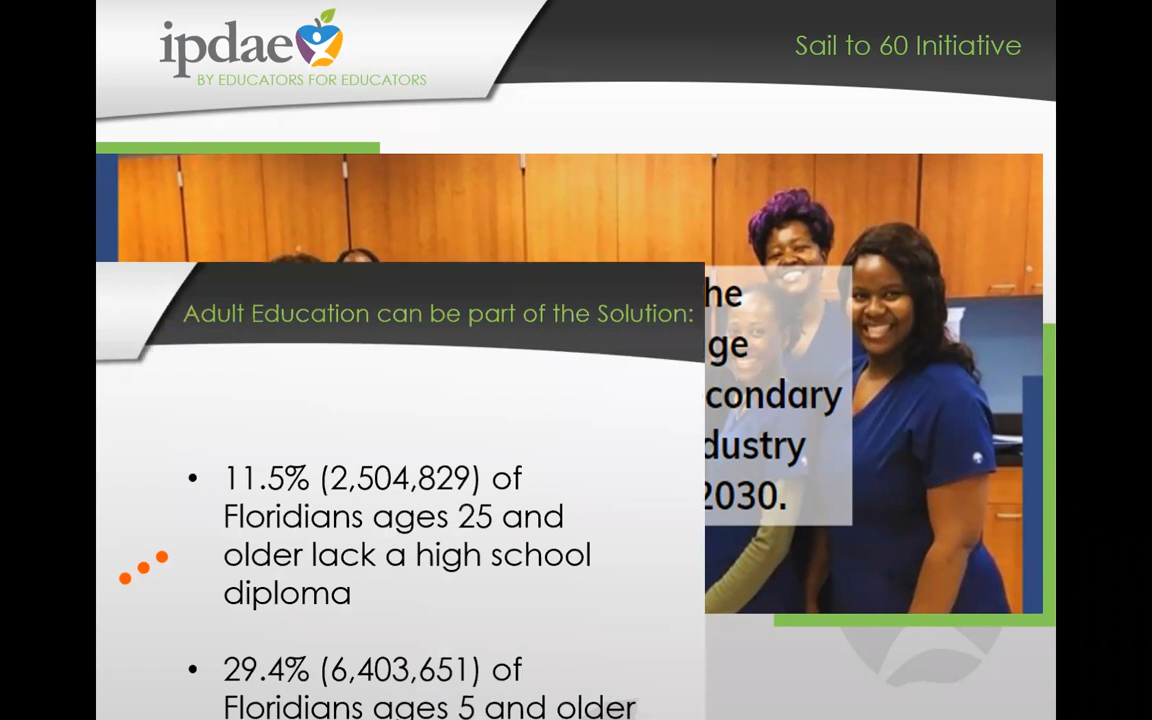 ipdae
BY EDUCATORS FOR EDUCATORS
Sail to 60 Initiative
Adult Education can be part of the Solution:
he
ge
condary
dustry
2030.
• 11.5% (2,504,829) of
Floridians ages 25 and
older lack a high school
diploma
• 29.4% (6,403,651) of
Floridians ages 5 and older